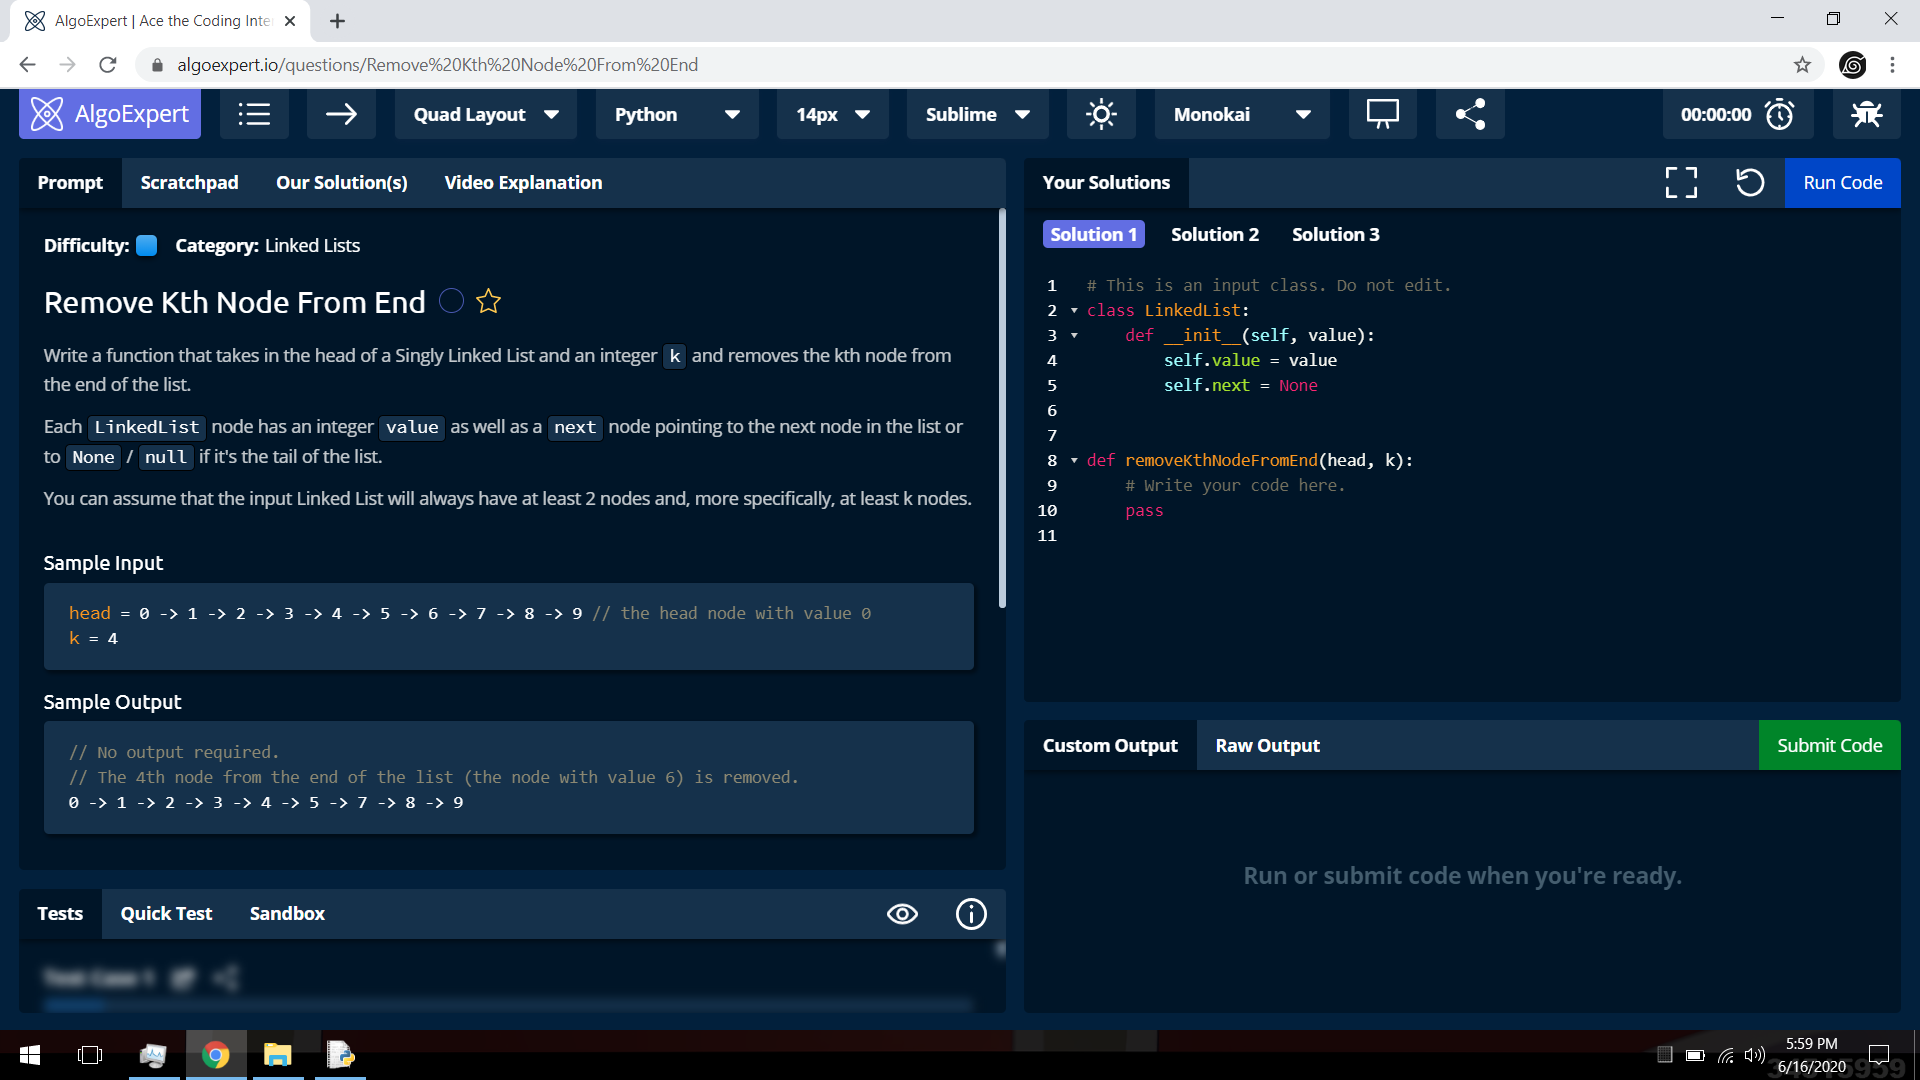 AlgoExpert | Ace the Coding Inte
algoexpert.io/questions/Remove%20Kth%20Node%20From%20End
AlgoExpert
Quad Layout
Python
14px
Sublime
Monokai
00:00:00
Prompt
Scratchpad
Our Solution(s)
Video Explanation
Difficulty: Category: Linked Lists
Remove Kth Node From End
Write a function that takes in the head of a Singly Linked List and an integer k and removes the kth node from
the end of the list.
Each LinkedList node has an integer value as well as a next node pointing to the next node in the list or
to None / null if it's the tail of the list.
You can assume that the input Linked List will always have at least 2 nodes and, more specifically, at least k nodes.
Sample Input
head = 0 -> 1 -> 2 -> 3 -> 4 -> 5 -> 6 -> 7 -> 8 -> 9 // the head node with value 0
k = 4
Sample Output
// No output required.
// The 4th node from the end of the list (the node with value 6) is removed.
0 -> 1 -> 2 -> 3 -> 4 -> 5 -> 7 -> 8 -> 9
Tests
Quick Test
Sandbox
Test Case 1
Your Solutions
Run Code
Solution 1
Solution 2
Solution 3
1 # This is an input class. Do not edit.
2 class LinkedList:
3 def __init__(self, value):
4 self.value = value
5 self.next = None
6
7
8 def removeKthNodeFromEnd(head, k):
9 # Write your code here.
10 pass
11
Custom Output
Raw Output
Submit Code
Run or submit code when you're ready.
5:59 PM
6/16/2020